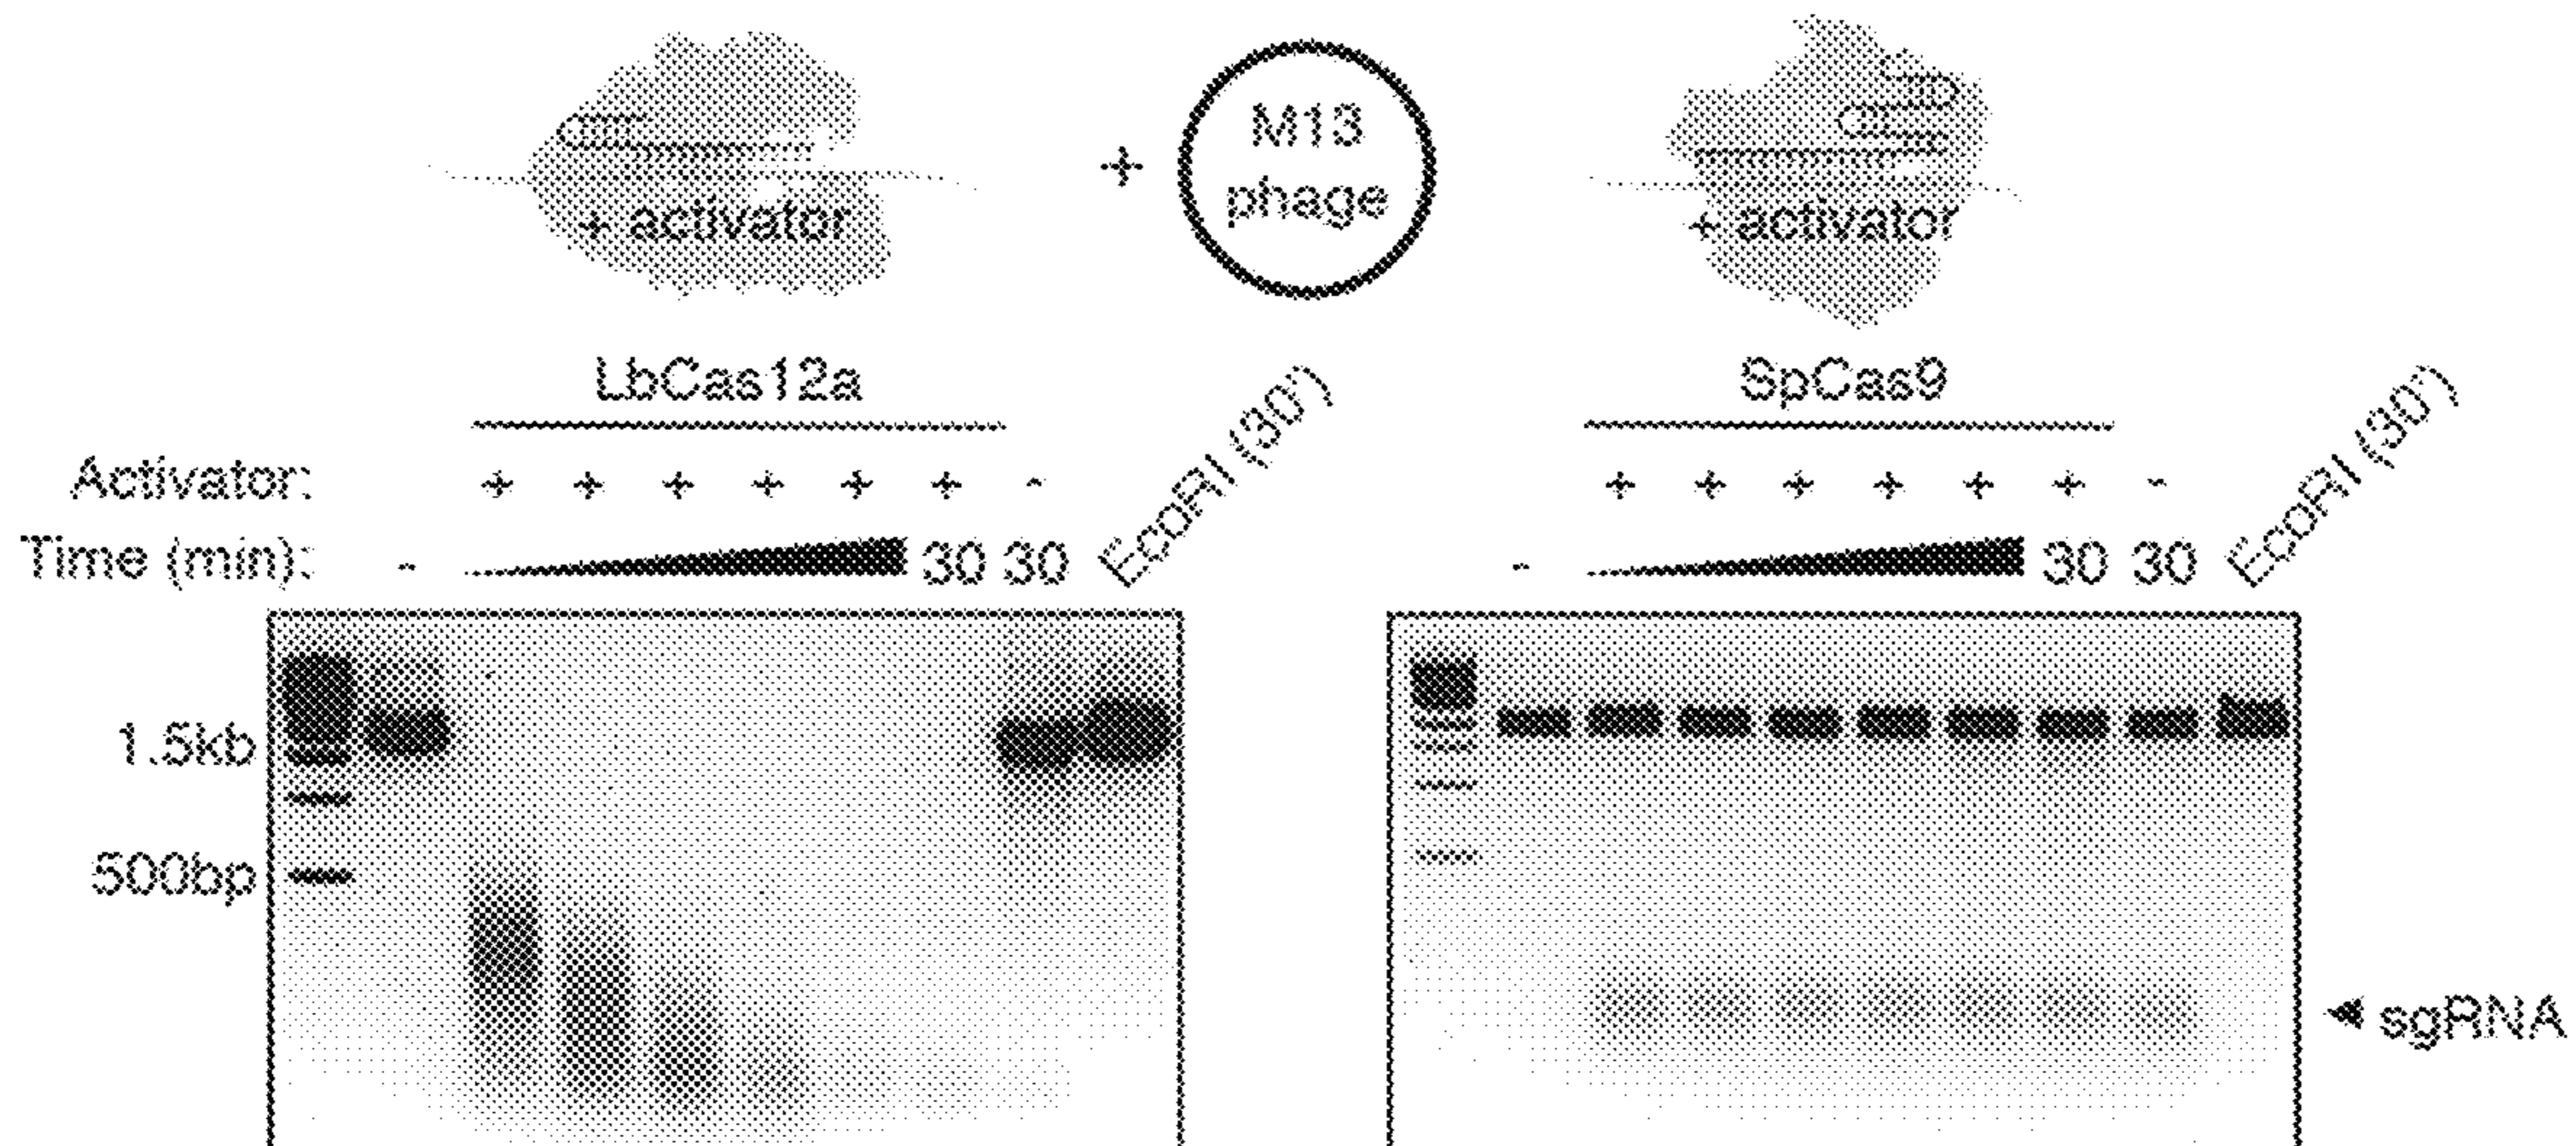 + activator
+
M13
phage
+ activator
LbCas12a
EcoRI (30')
SpCas9
EcoRI (30')
Activator: + + + + + + -
+ + + + + + -
Time (min): - 30 30
- 30 30
1.5kb
500bp
sgRNA